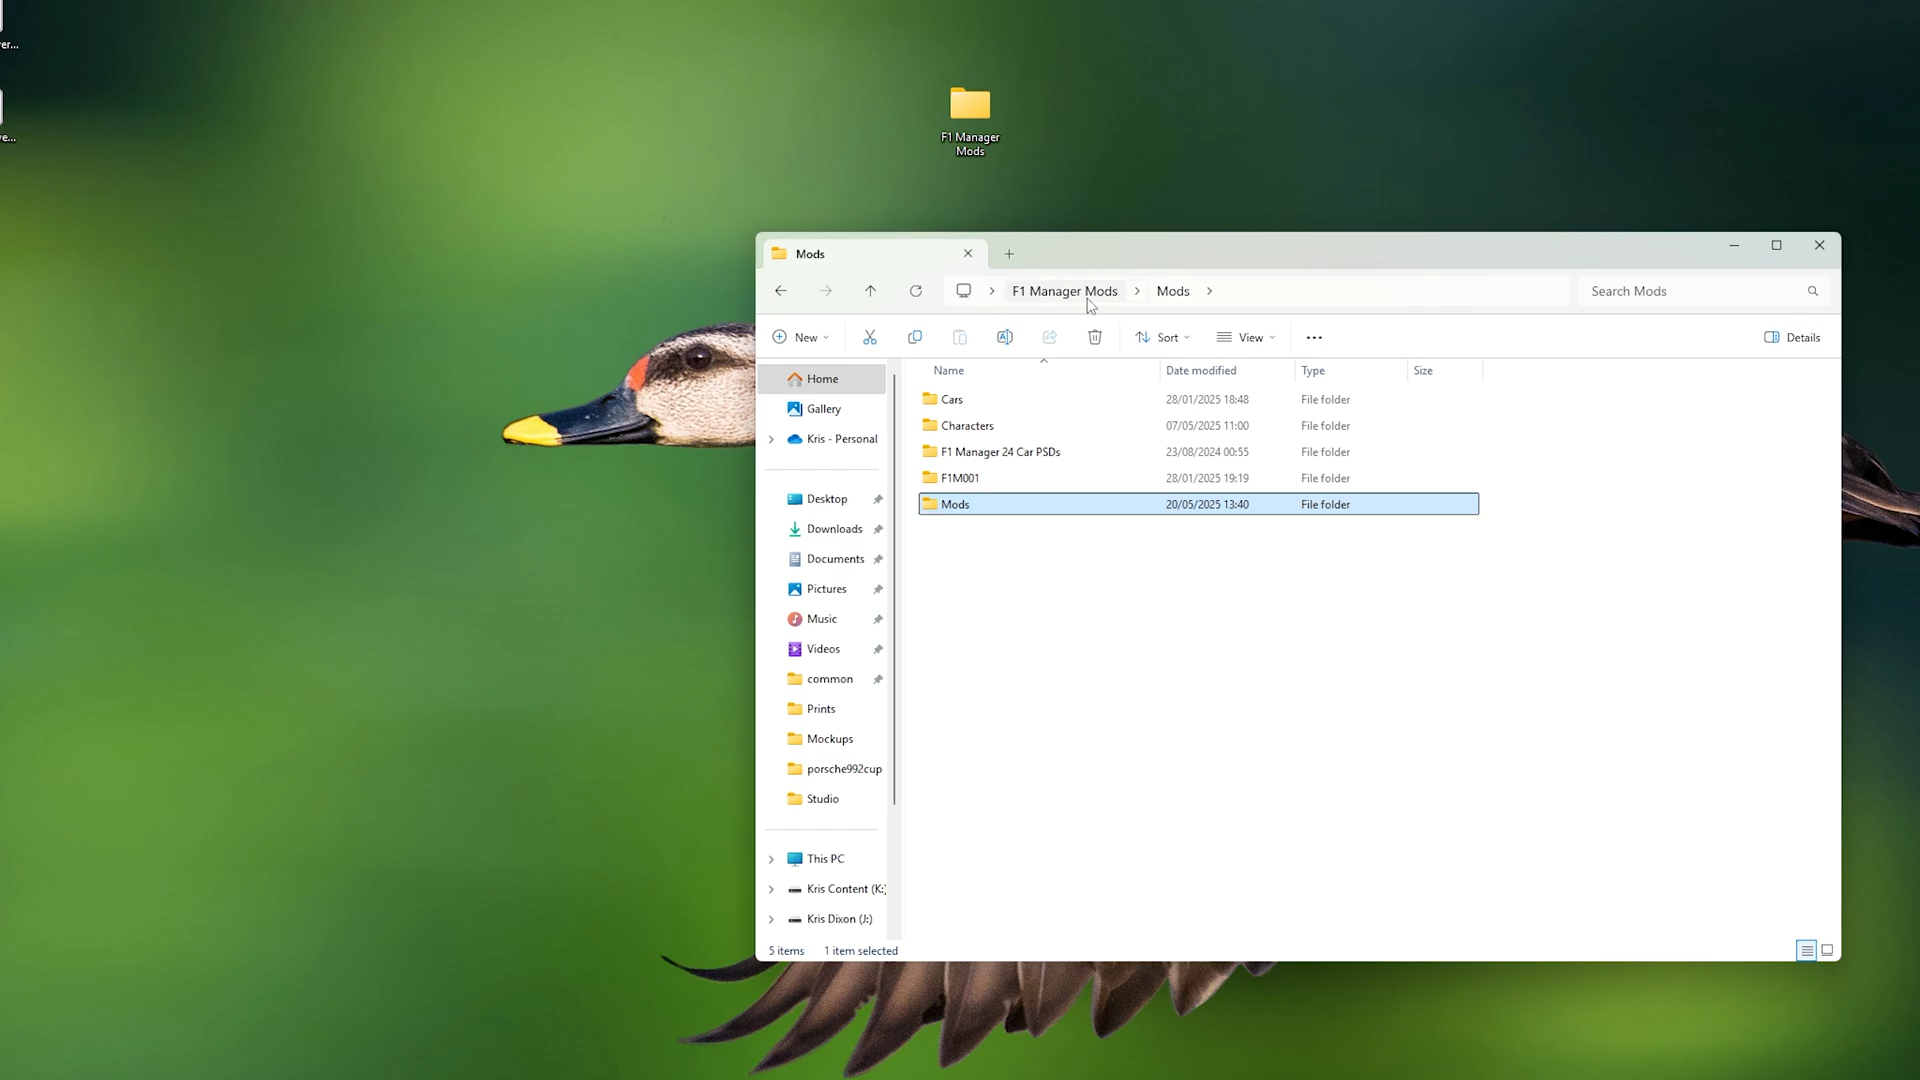 er...
F1 Manager
Mods
ve...
Mods
F1 Manager Mods
Mods
Search Mods
New
Sort
View
Details
Name
Date modified
Type
Size
Home
Gallery
Kris - Personal
Desktop
Downloads
Documents
Pictures
Music
Videos
common
Prints
Mockups
porsche992cup
Studio
This PC
Kris Content (K:)
Kris Dixon (J:)
Cars 28/01/2025 18:48 File folder
Characters 07/05/2025 11:00 File folder
F1 Manager 24 Car PSDs 23/08/2024 00:55 File folder
F1M001 28/01/2025 19:19 File folder
Mods 20/05/2025 13:40 File folder
5 items 1 item selected